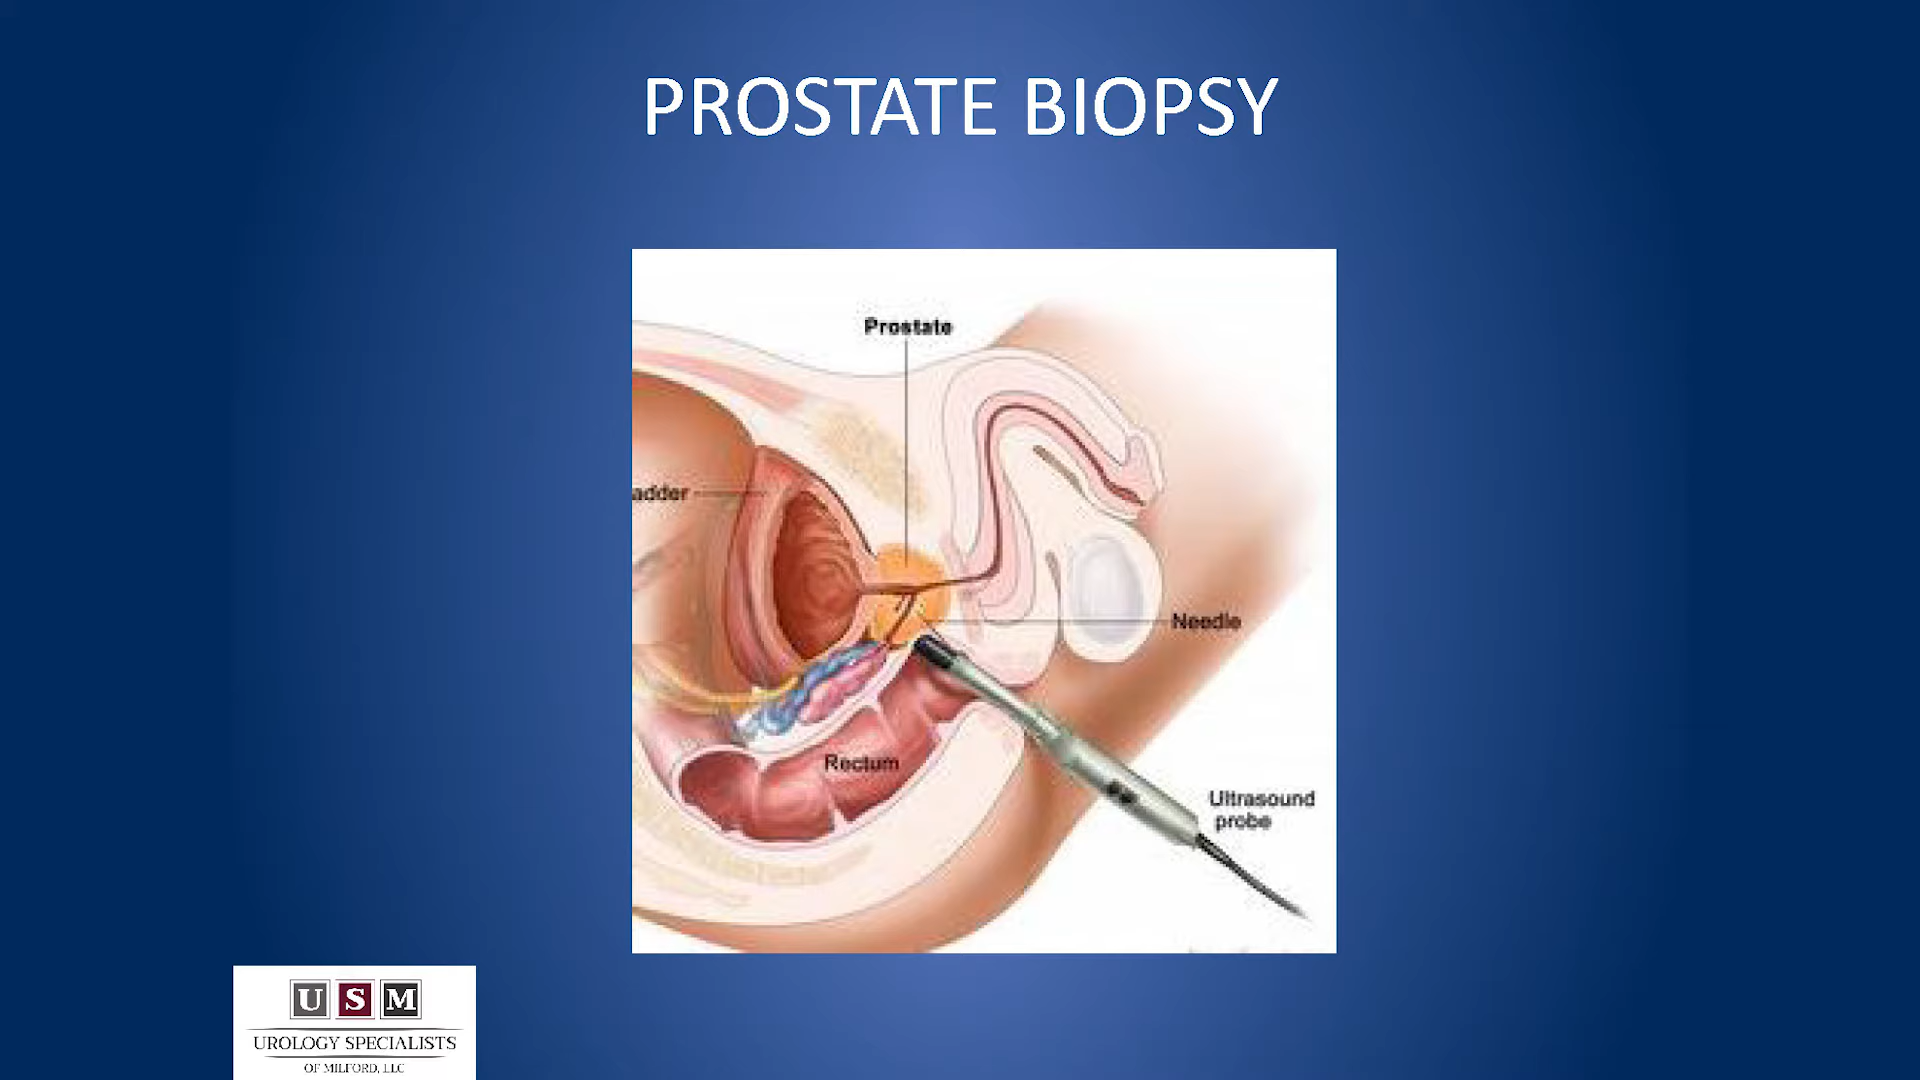 PROSTATE BIOPSY
Prostate
adder
Needle
Rectum
Ultrasound
probe
U S M
UROLOGY SPECIALISTS
OF MILFORD, LLC